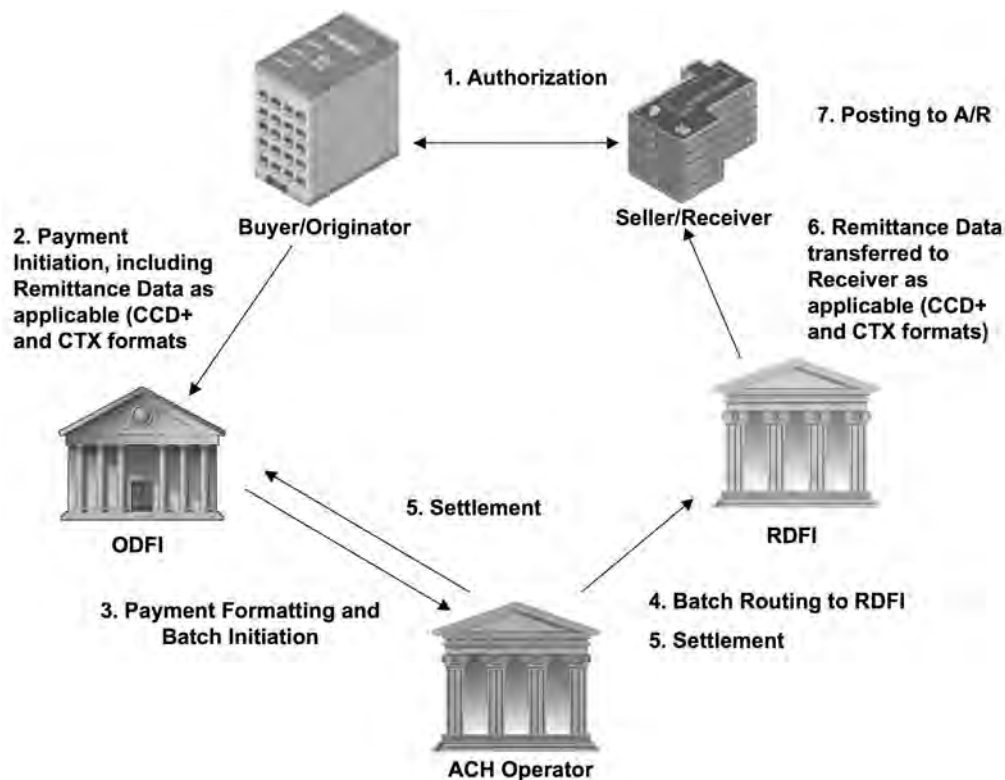 1. Authorization
7. Posting to A/R
Buyer/Originator
Seller/Receiver
2. Payment
Initiation, including
Remittance Data as
applicable (CCD+
and CTX formats
6. Remittance Data
transferred to
Receiver as
applicable (CCD+
and CTX formats)
5. Settlement
ODFI
RDFI
3. Payment Formatting and
Batch Initiation
4. Batch Routing to RDFI
5. Settlement
ACH Operator